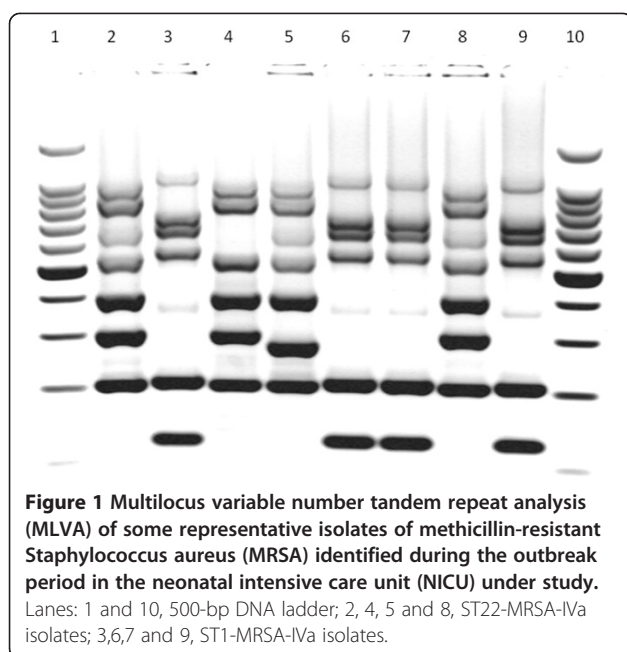 1 2 3 4 5 6 7 8 9 10
Figure 1 Multilocus variable number tandem repeat analysis
(MLVA) of some representative isolates of methicillin-resistant
Staphylococcus aureus (MRSA) identified during the outbreak
period in the neonatal intensive care unit (NICU) under study.
Lanes: 1 and 10, 500-bp DNA ladder; 2, 4, 5 and 8, ST22-MRSA-IVa
isolates; 3,6,7 and 9, ST1-MRSA-IVa isolates.